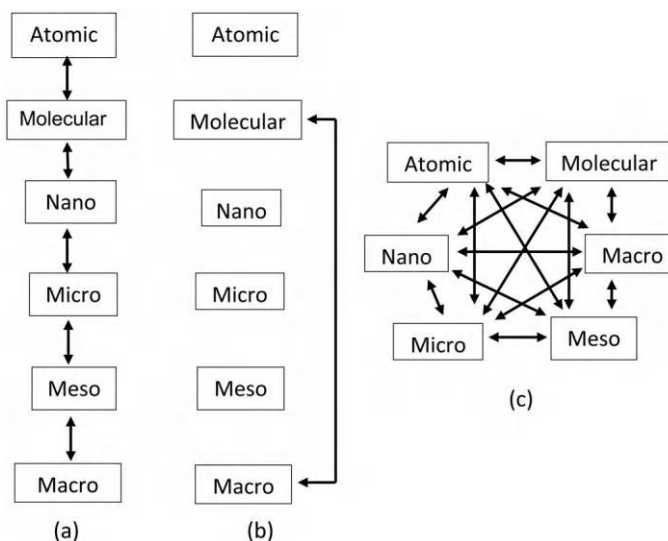 Atomic
Molecular
Nano
Micro
Meso
Macro
(a)
Atomic
Molecular
Nano
Micro
Meso
Macro
(b)
Atomic
Molecular
Nano
Macro
Micro
Meso
(c)